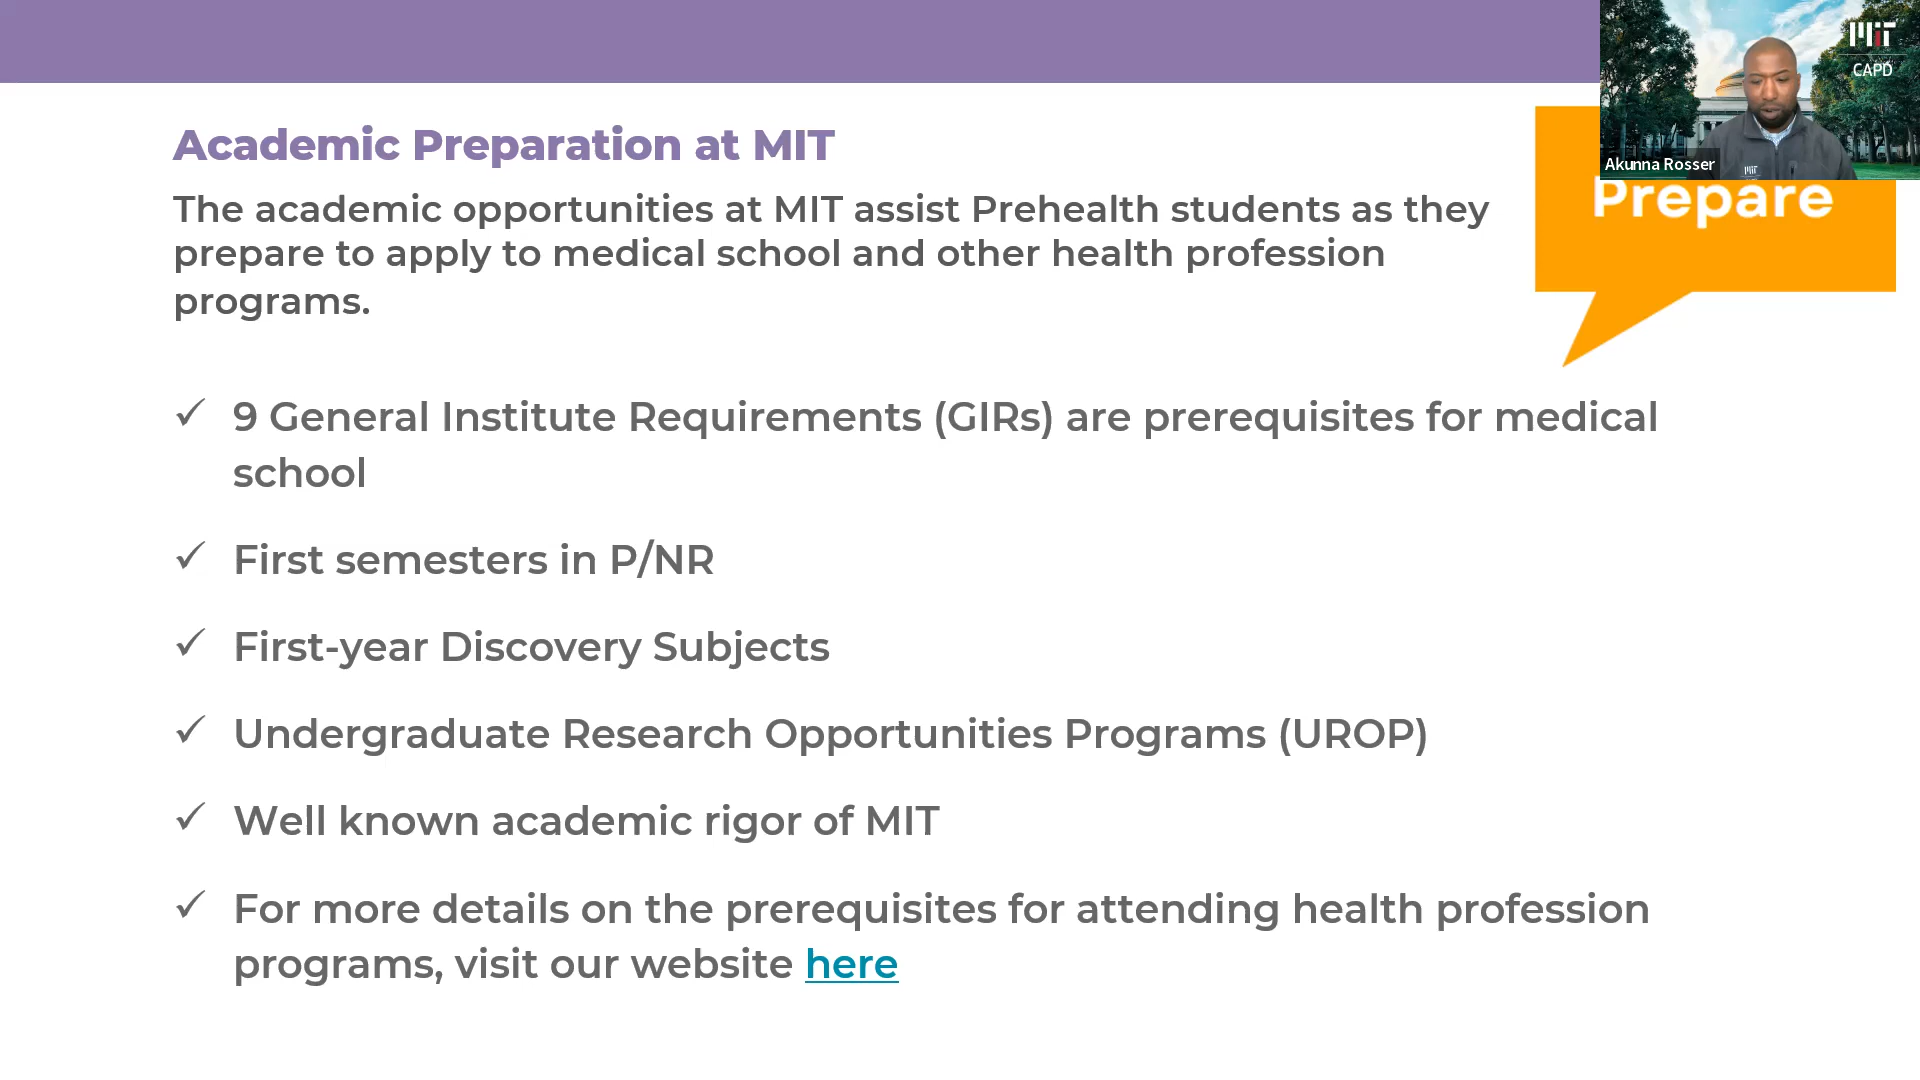 MIT
CAPD
Akunna Rosser
MIT
Prepare
Academic Preparation at MIT
The academic opportunities at MIT assist Prehealth students as they
prepare to apply to medical school and other health profession
programs.
✓ 9 General Institute Requirements (GIRs) are prerequisites for medical
school
✓ First semesters in P/NR
✓ First-year Discovery Subjects
✓ Undergraduate Research Opportunities Programs (UROP)
✓ Well known academic rigor of MIT
✓ For more details on the prerequisites for attending health profession
programs, visit our website here